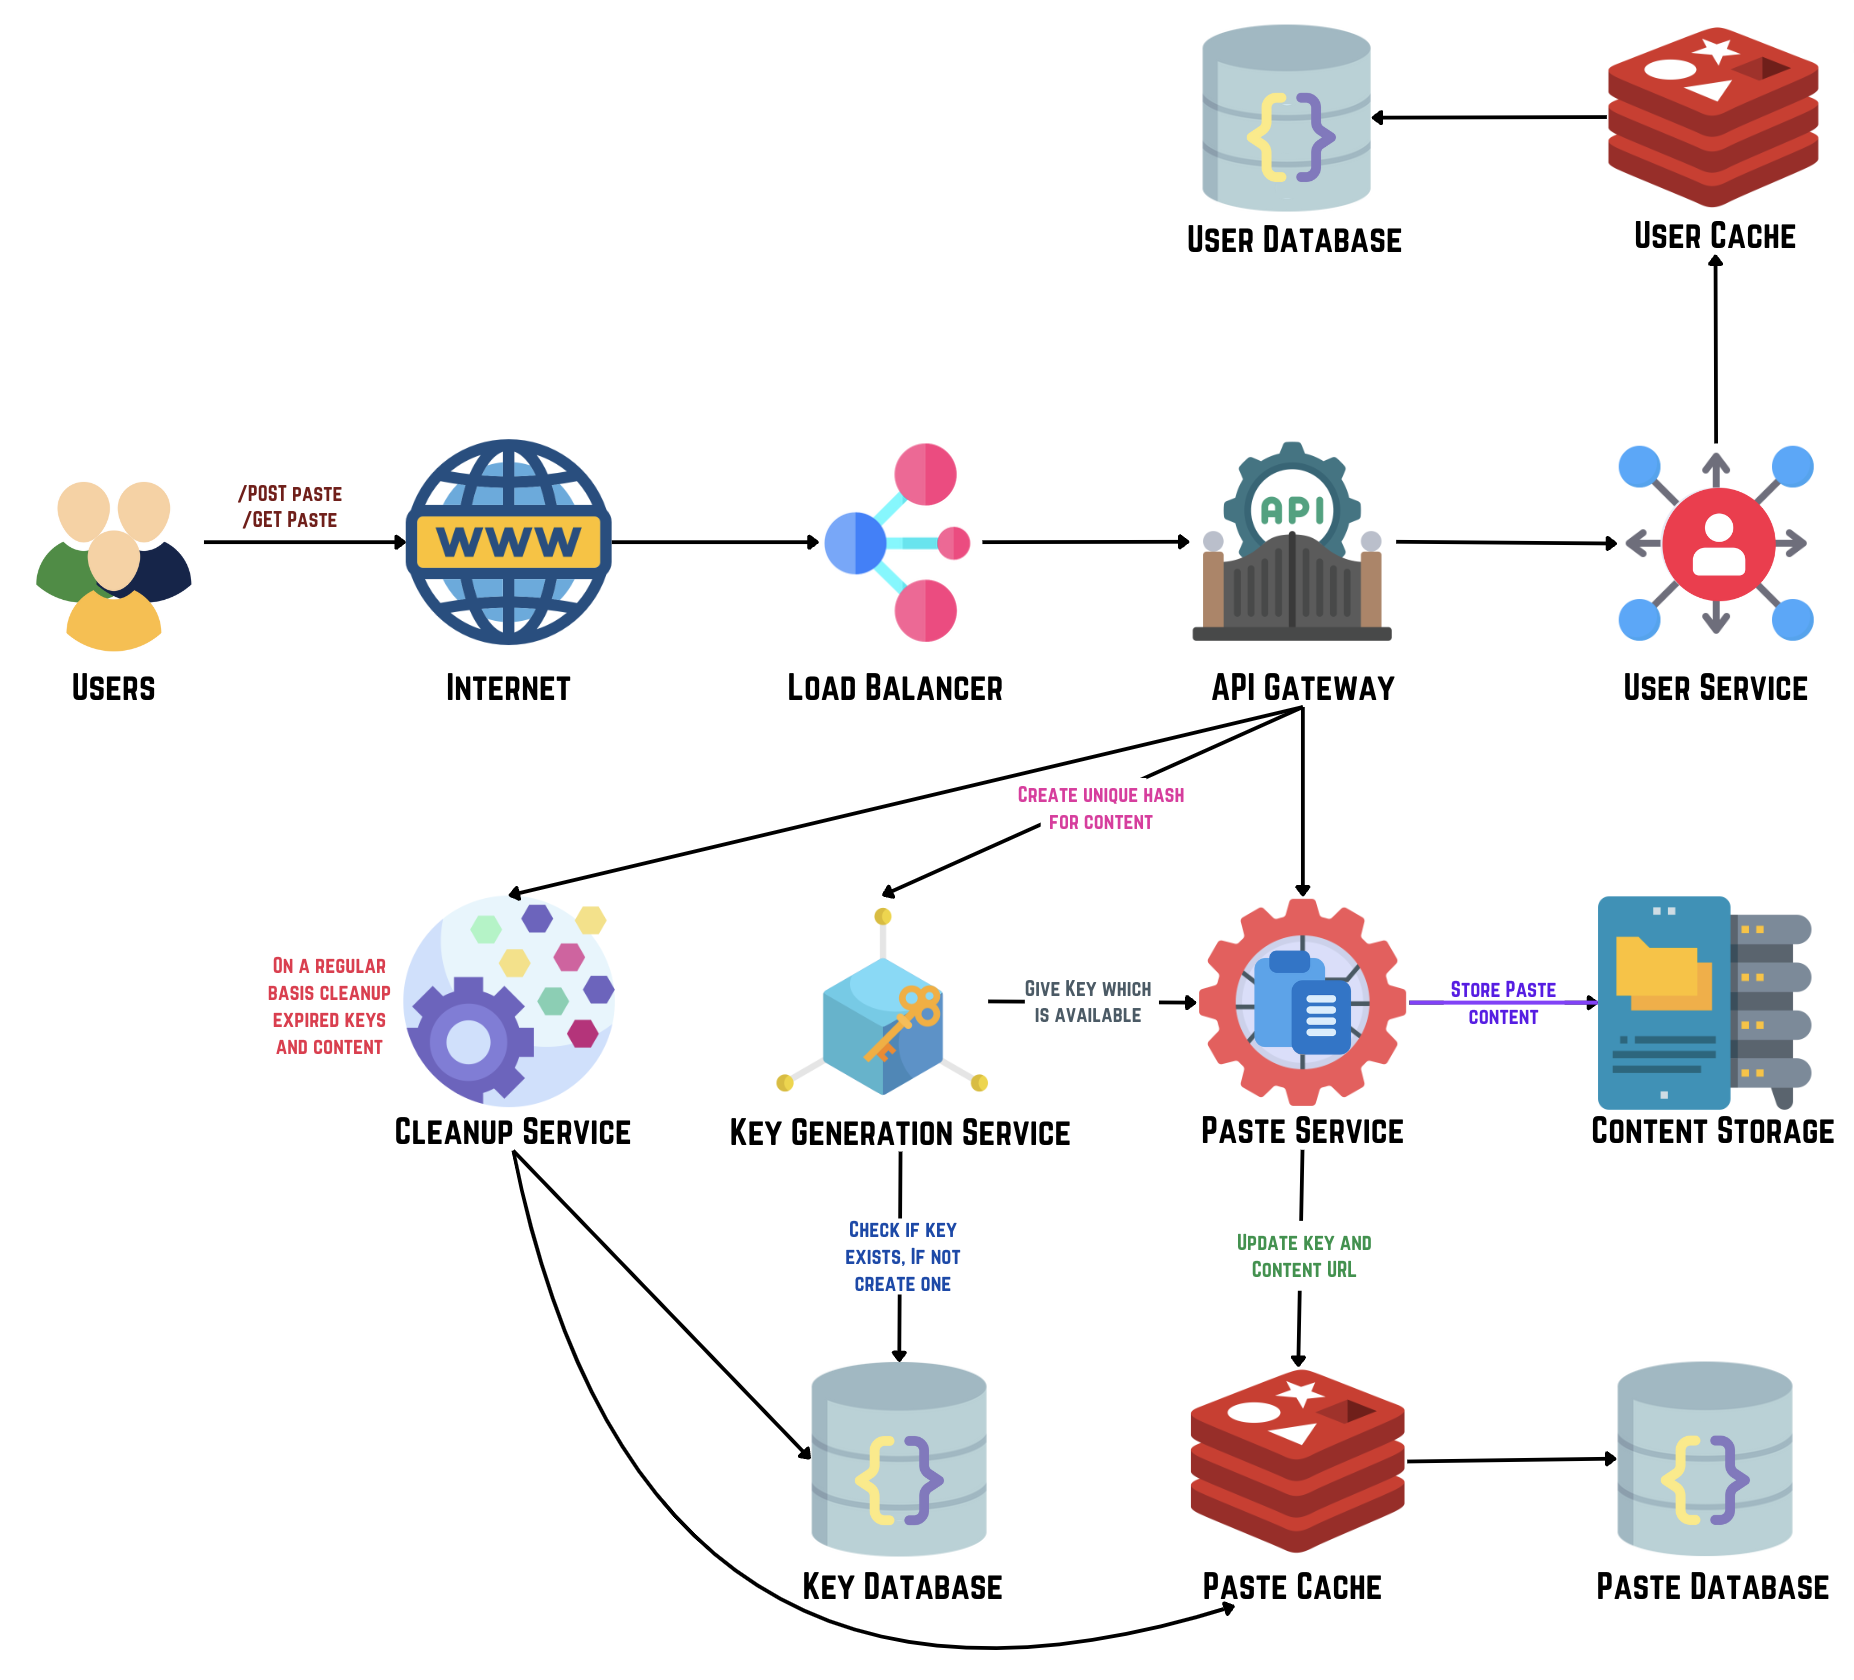 User Database
User Cache
/POST paste
/GET Paste
WWW
API
Users
Internet
Load Balancer
API Gateway
User Service
Create unique hash
for content
On a regular
basis cleanup
expired keys
and content
Give Key which
is available
Store Paste
content
Cleanup Service
Key Generation Service
Paste Service
Content Storage
Check if key
exists, If not
create one
Update key and
Content URL
Key Database
Paste Cache
Paste Database